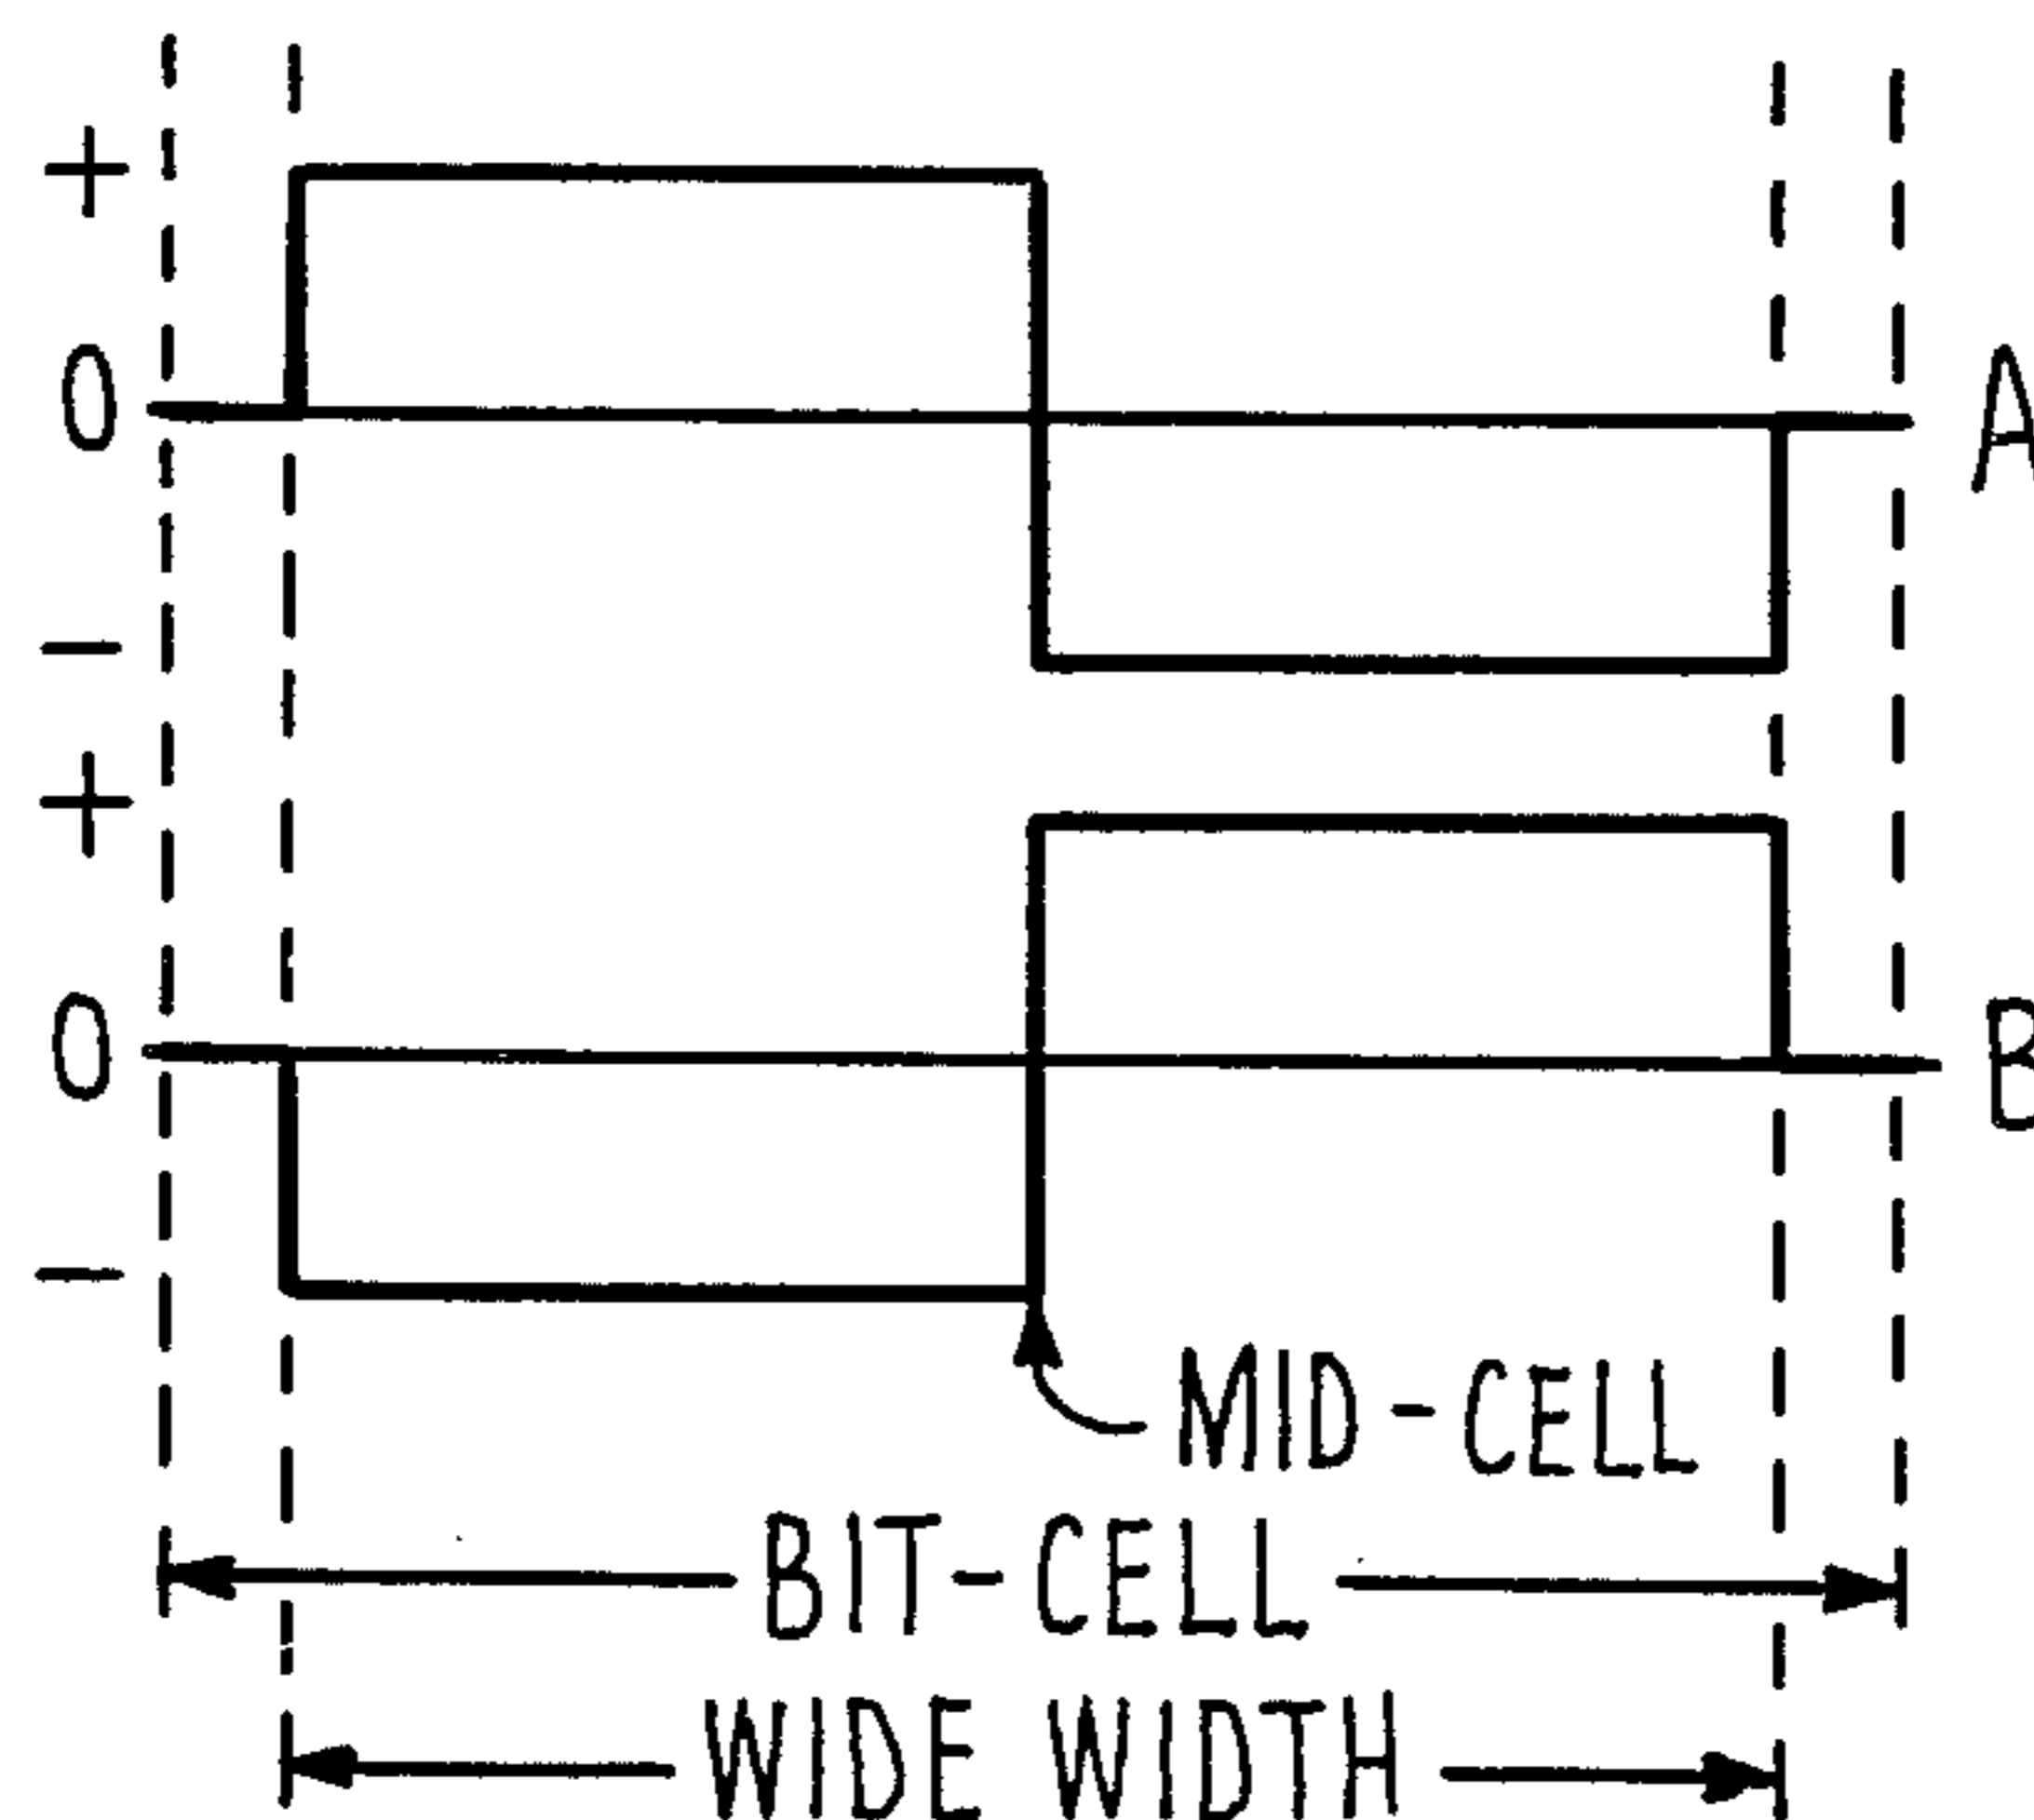 +
0 A
−
+
0 B
−
MID-CELL
BIT-CELL
WIDE WIDTH